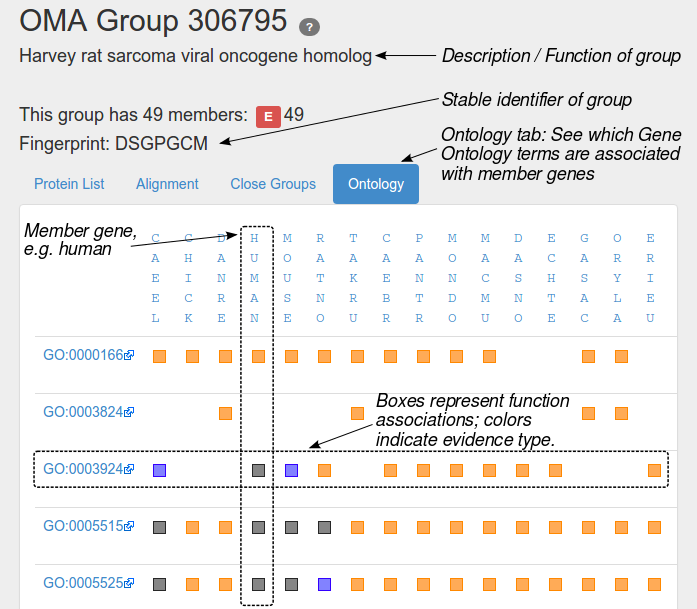 OMA Group 306795 ?
Harvey rat sarcoma viral oncogene homolog
Description / Function of group
This group has 49 members: E 49
Stable identifier of group
Fingerprint: DSGPGCM
Ontology tab: See which Gene
Ontology terms are associated
with member genes
Protein List Alignment Close Groups Ontology
Member gene,
e.g. human
C C D H M R T C P M M D E G O E
A H A U O A A A A O A A C A R R
E I N M U T K E N N C S H S Y I
E C R A S N R B T D M N T A L E
L K E N E O U R R O U O E C A U
GO:0000166
GO:0003824
Boxes represent function
associations; colors
indicate evidence type.
GO:0003924
GO:0005515
GO:0005525